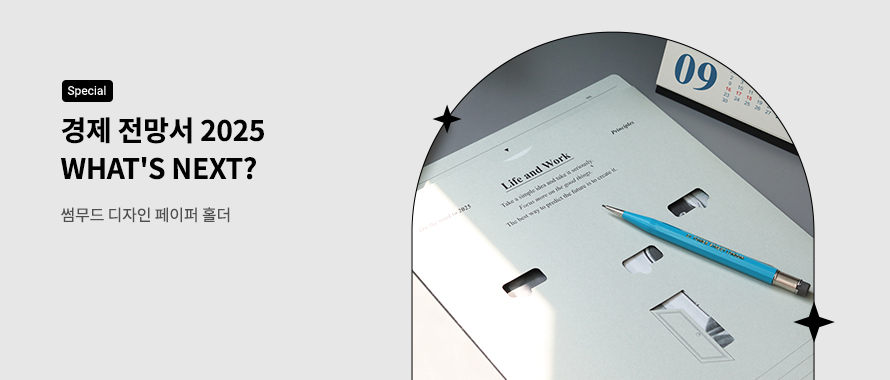 Special
경제 전망서 2025
WHAT'S NEXT?
썸무드 디자인 페이퍼 홀더
09
Principles
Life and Work
Take a simple idea and take it seriously.
Focus more on the good things.
The best way to predict the future is to create it.